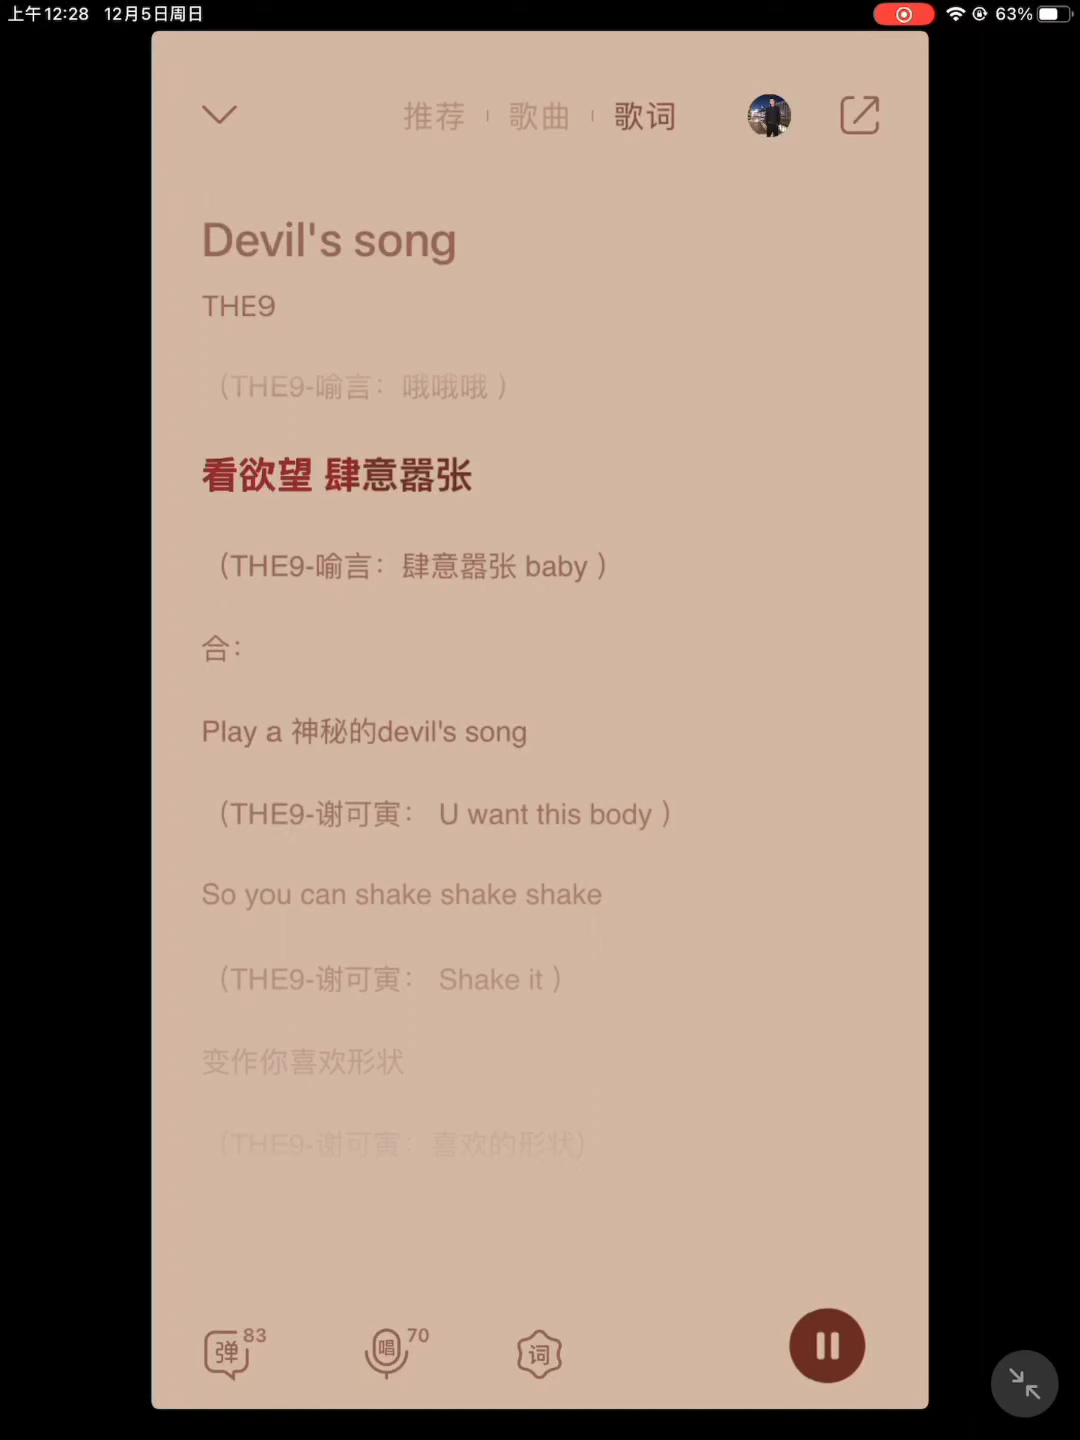 上午12:28 12月5日周日 63%
推荐 歌曲 歌词
Devil's song
THE9
（THE9-喻言：哦哦哦 ）
看欲望 肆意嚣张
（THE9-喻言：肆意嚣张 baby ）
合：
Play a 神秘的devil's song
（THE9-谢可寅： U want this body ）
So you can shake shake shake
（THE9-谢可寅： Shake it ）
变作你喜欢形状
（THE9-谢可寅：喜欢的形状）
弹 83 唱 70 词